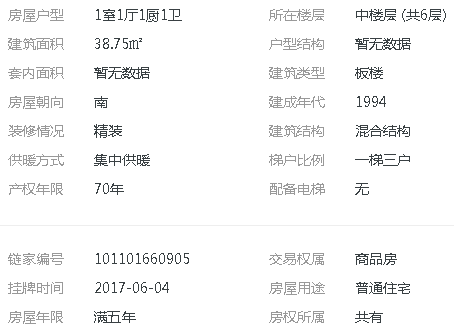 房屋户型 1室1厅1厨1卫 所在楼层 中楼层 (共6层)
建筑面积 38.75㎡ 户型结构 暂无数据
套内面积 暂无数据 建筑类型 板楼
房屋朝向 南 建成年代 1994
装修情况 精装 建筑结构 混合结构
供暖方式 集中供暖 梯户比例 一梯三户
产权年限 70年 配备电梯 无
链家编号 101101660905 交易权属 商品房
挂牌时间 2017-06-04 房屋用途 普通住宅
房屋年限 满五年 房权所属 共有